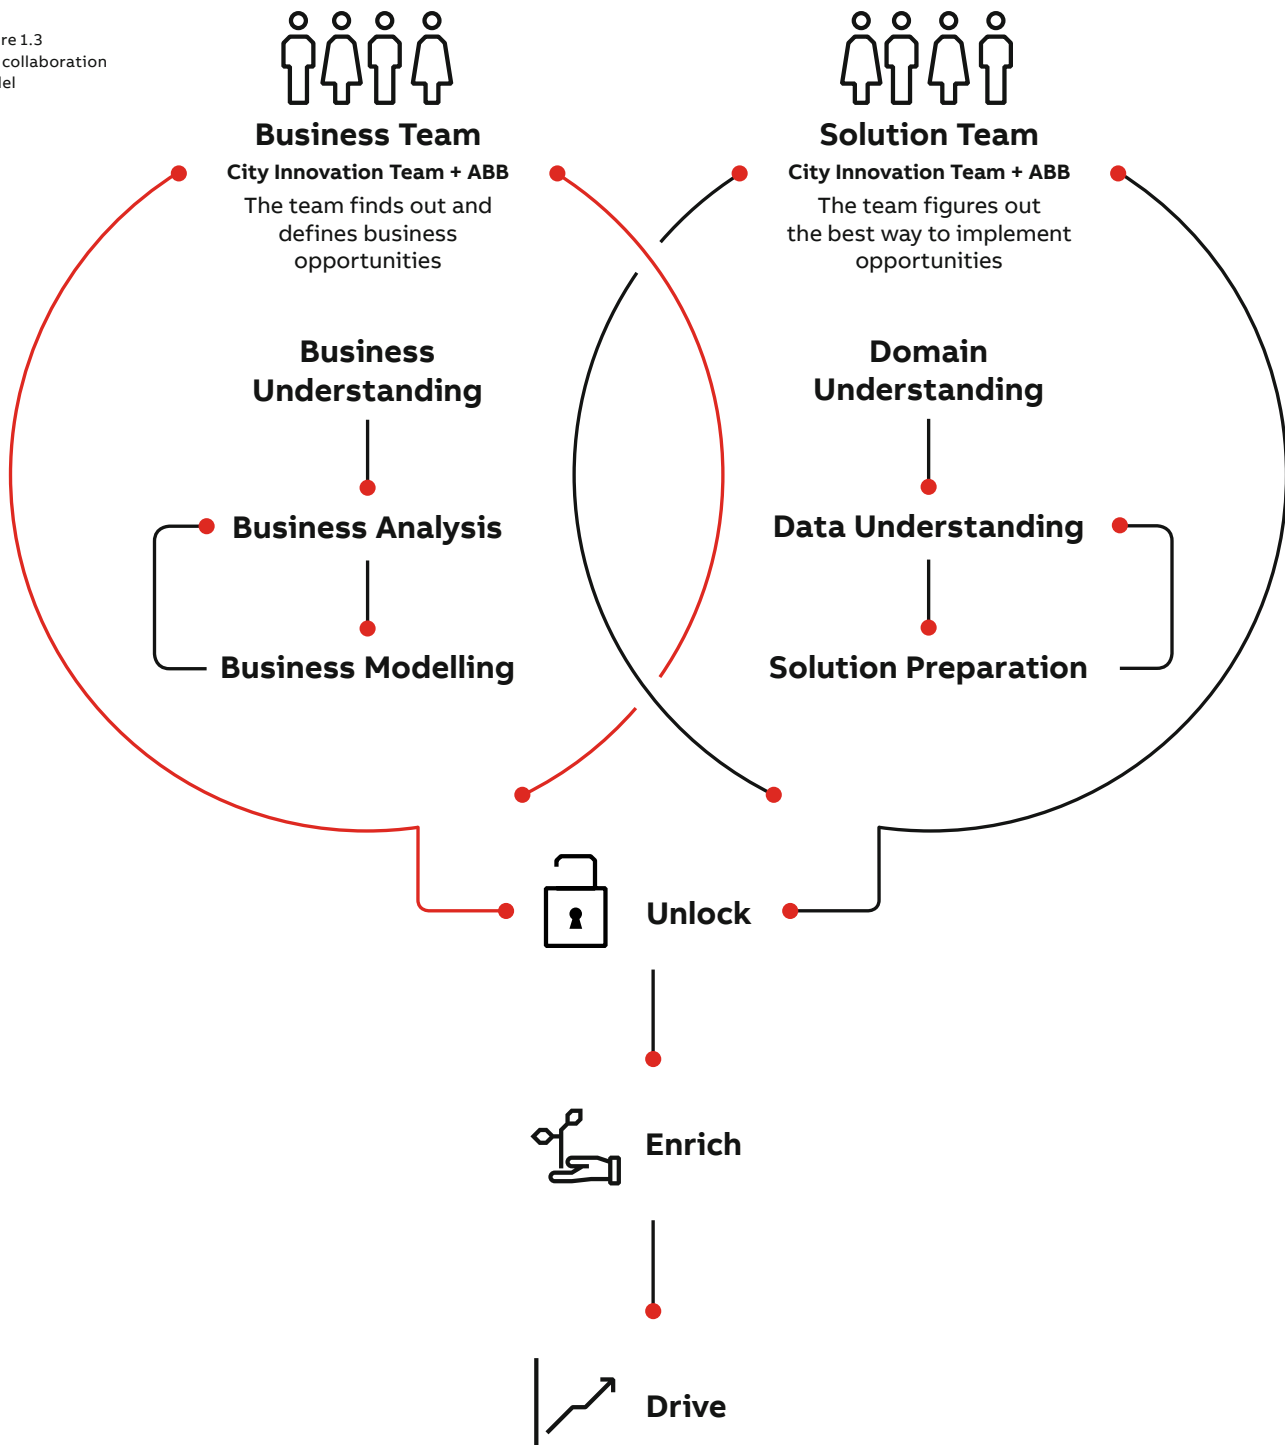 re 1.3
collaboration
el
Business Team
City Innovation Team + ABB
The team finds out and
defines business
opportunities
Business
Understanding
Business Analysis
Business Modelling
Solution Team
City Innovation Team + ABB
The team figures out
the best way to implement
opportunities
Domain
Understanding
Data Understanding
Solution Preparation
Unlock
Enrich
Drive